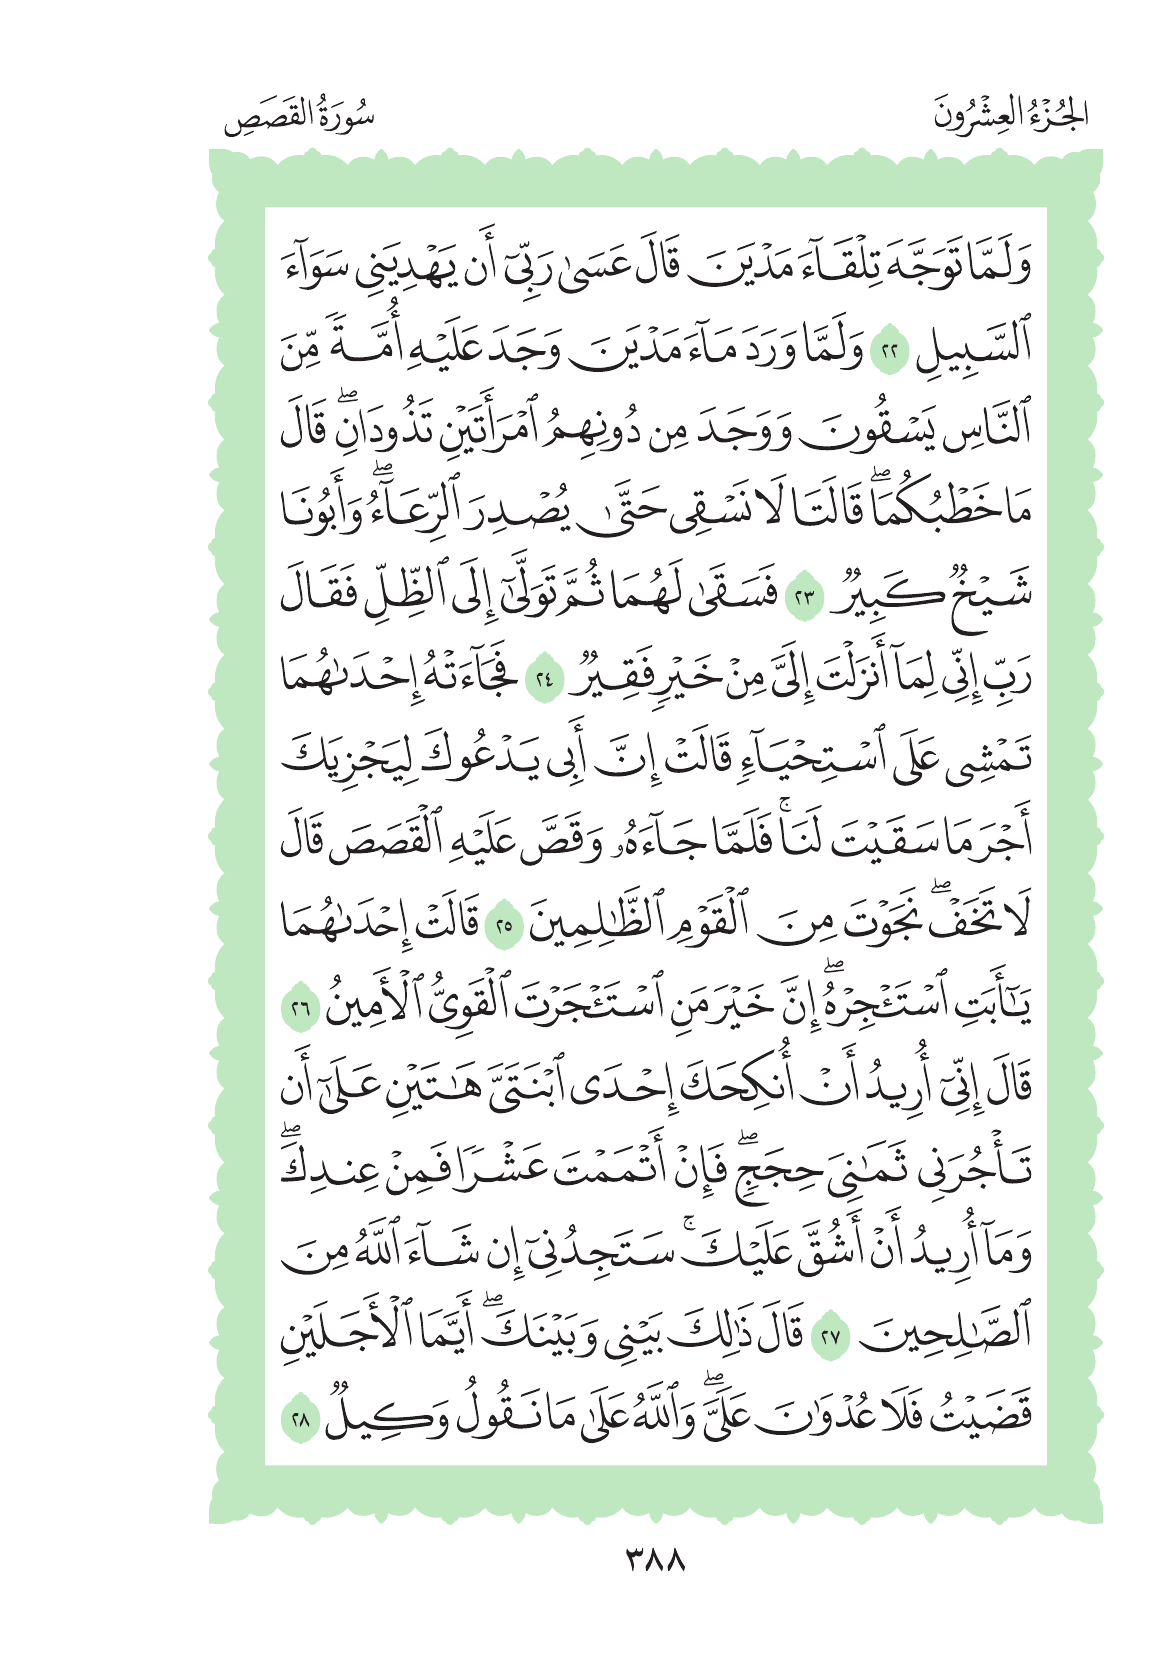 الجُزْءُ العِشْرُونَ
سُورَةُ القَصَصِ
وَلَمَّا تَوَجَّهَ تِلْقَآءَ مَدْيَنَ قَالَ عَسَىٰ رَبِّيٓ أَن يَهْدِيَنِي سَوَآءَ
ٱلسَّبِيلِ ٢٢ وَلَمَّا وَرَدَ مَآءَ مَدْيَنَ وَجَدَ عَلَيْهِ أُمَّةٗ مِّنَ
ٱلنَّاسِ يَسْقُونَ وَوَجَدَ مِن دُونِهِمُ ٱمْرَأَتَيْنِ تَذُودَانِۖ قَالَ
مَا خَطْبُكُمَاۖ قَالَتَا لَا نَسْقِي حَتَّىٰ يُصْدِرَ ٱلرِّعَآءُۖ وَأَبُونَا
شَيْخٞ كَبِيرٞ ٢٣ فَسَقَىٰ لَهُمَا ثُمَّ تَوَلَّىٰٓ إِلَى ٱلظِّلِّ فَقَالَ
رَبِّ إِنِّي لِمَآ أَنزَلْتَ إِلَيَّ مِنْ خَيْرٖ فَقِيرٞ ٢٤ فَجَآءَتْهُ إِحْدَىٰهُمَا
تَمْشِي عَلَى ٱسْتِحْيَآءٖ قَالَتْ إِنَّ أَبِي يَدْعُوكَ لِيَجْزِيَكَ
أَجْرَ مَا سَقَيْتَ لَنَاۚ فَلَمَّا جَآءَهُۥ وَقَصَّ عَلَيْهِ ٱلْقَصَصَ قَالَ
لَا تَخَفْۖ نَجَوْتَ مِنَ ٱلْقَوْمِ ٱلظَّٰلِمِينَ ٢٥ قَالَتْ إِحْدَىٰهُمَا
يَٰٓأَبَتِ ٱسْتَـْٔجِرْهُۖ إِنَّ خَيْرَ مَنِ ٱسْتَـْٔجَرْتَ ٱلْقَوِيُّ ٱلْأَمِينُ ٢٦
قَالَ إِنِّيٓ أُرِيدُ أَنْ أُنكِحَكَ إِحْدَى ٱبْنَتَيَّ هَٰتَيْنِ عَلَىٰٓ أَن
تَأْجُرَنِي ثَمَٰنِيَ حِجَجٖۖ فَإِنْ أَتْمَمْتَ عَشْرٗا فَمِنْ عِندِكَۖ
وَمَآ أُرِيدُ أَنْ أَشُقَّ عَلَيْكَۚ سَتَجِدُنِيٓ إِن شَآءَ ٱللَّهُ مِنَ
ٱلصَّٰلِحِينَ ٢٧ قَالَ ذَٰلِكَ بَيْنِي وَبَيْنَكَۖ أَيَّمَا ٱلْأَجَلَيْنِ
قَضَيْتُ فَلَا عُدْوَٰنَ عَلَيَّۖ وَٱللَّهُ عَلَىٰ مَا نَقُولُ وَكِيلٞ ٢٨
٣٨٨